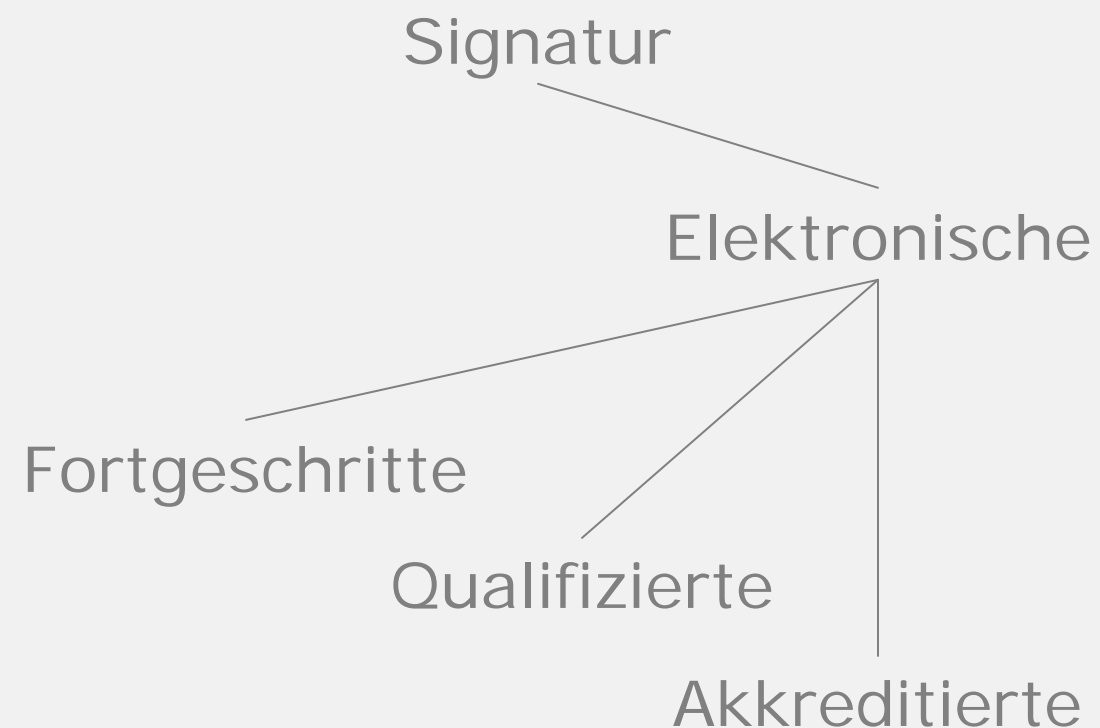 Signatur
Elektronische
Fortgeschritte
Qualifizierte
Akkreditierte